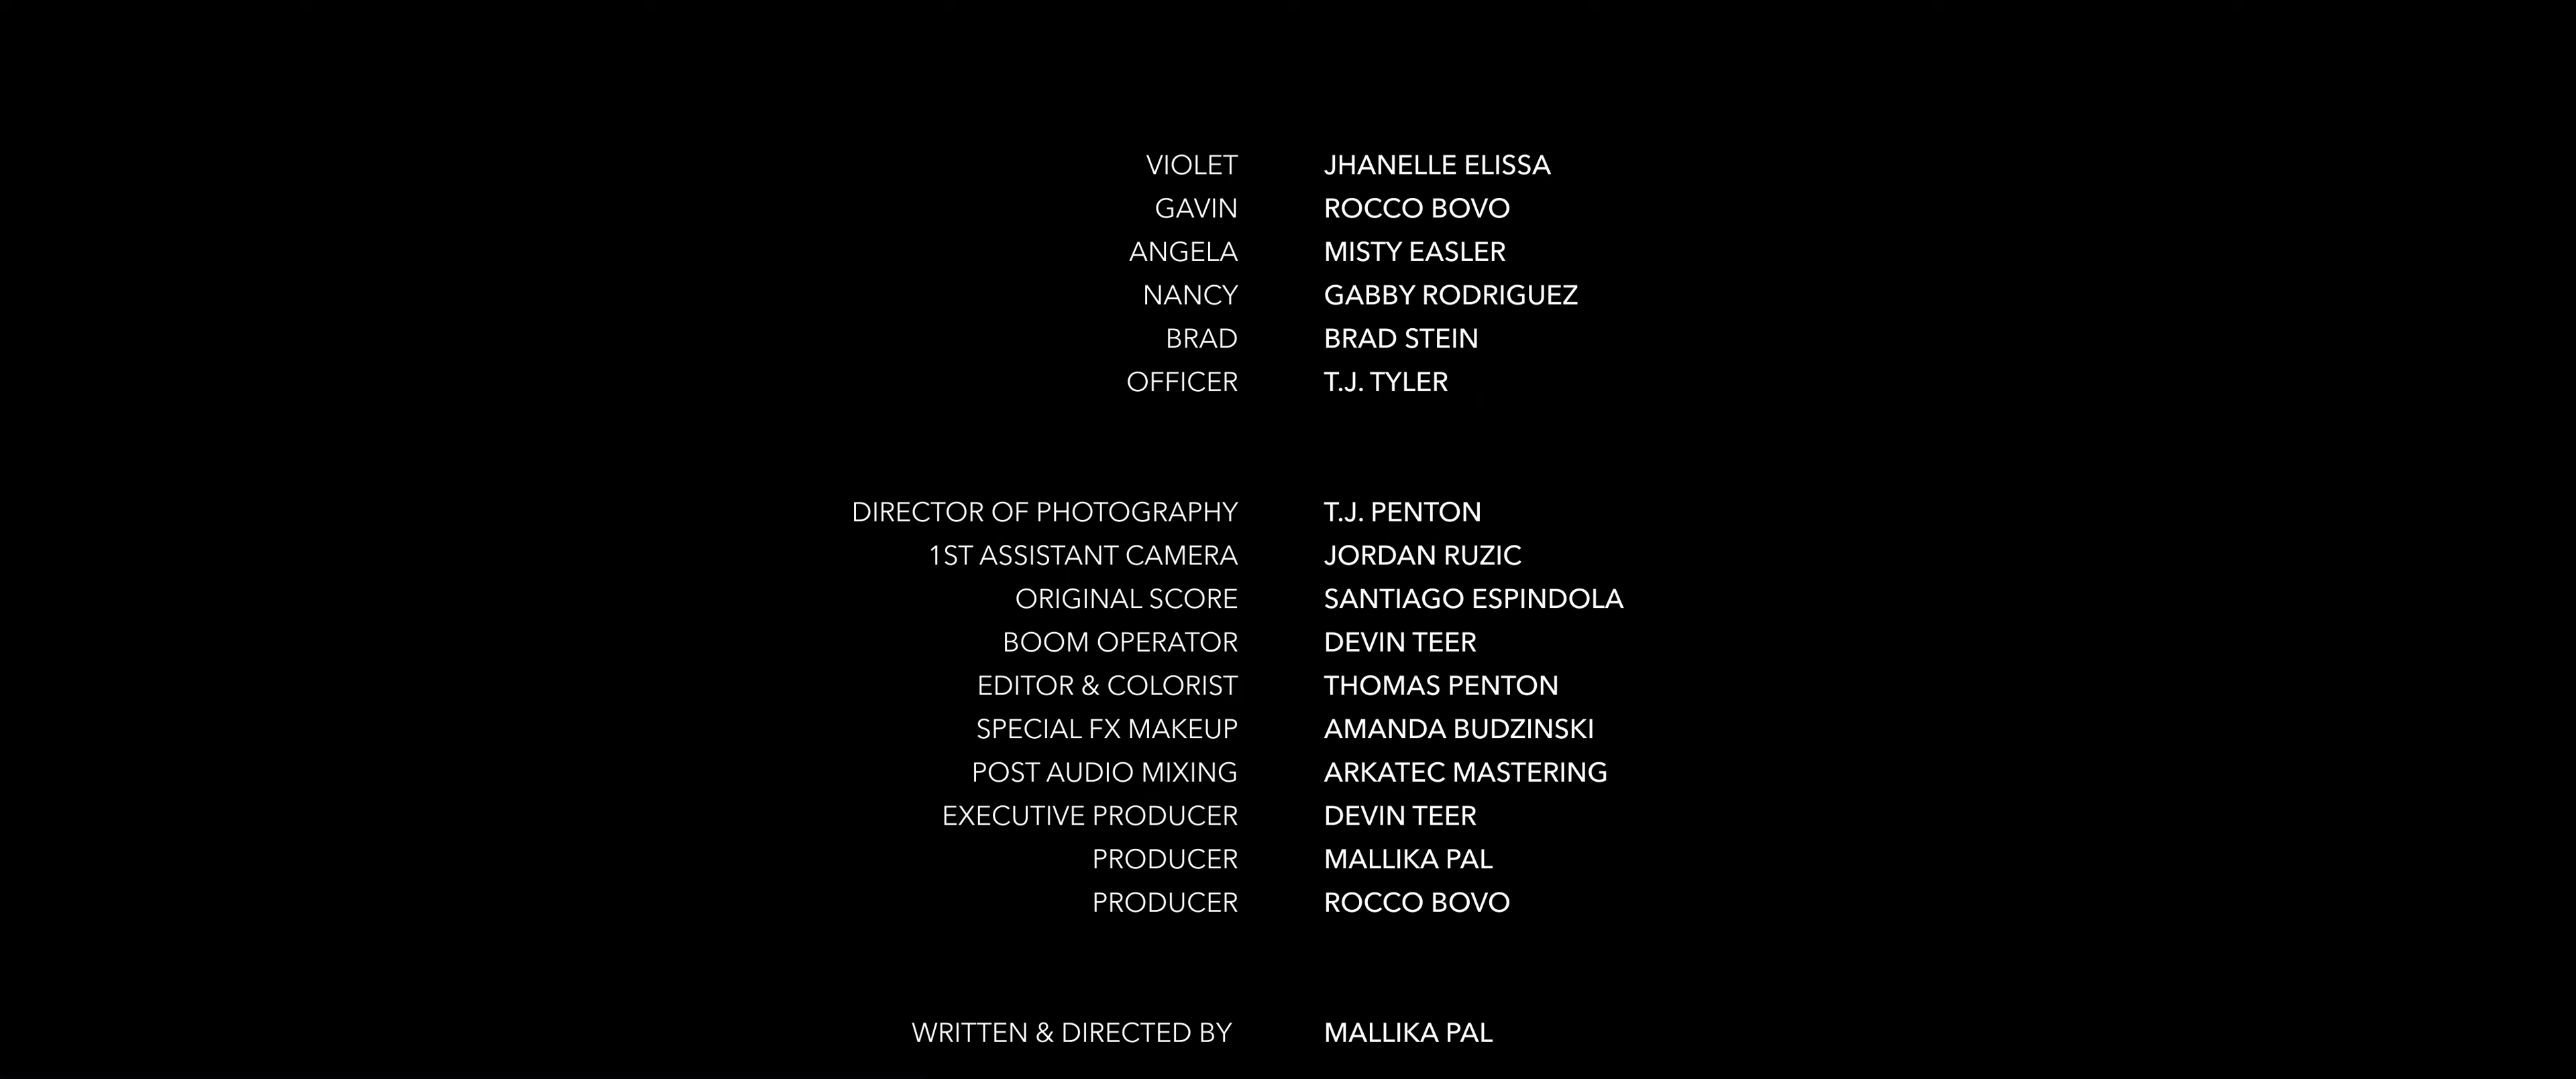 VIOLET JHANELLE ELISSA
GAVIN ROCCO BOVO
ANGELA MISTY EASLER
NANCY GABBY RODRIGUEZ
BRAD BRAD STEIN
OFFICER T.J. TYLER
DIRECTOR OF PHOTOGRAPHY T.J. PENTON
1ST ASSISTANT CAMERA JORDAN RUZIC
ORIGINAL SCORE SANTIAGO ESPINDOLA
BOOM OPERATOR DEVIN TEER
EDITOR & COLORIST THOMAS PENTON
SPECIAL FX MAKEUP AMANDA BUDZINSKI
POST AUDIO MIXING ARKATEC MASTERING
EXECUTIVE PRODUCER DEVIN TEER
PRODUCER MALLIKA PAL
PRODUCER ROCCO BOVO
WRITTEN & DIRECTED BY MALLIKA PAL